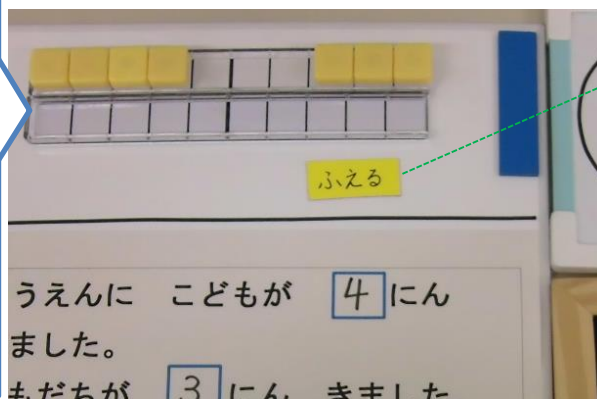 ふえる
うえんに こどもが 4 にん
ました。
もだちが 3 にん きました